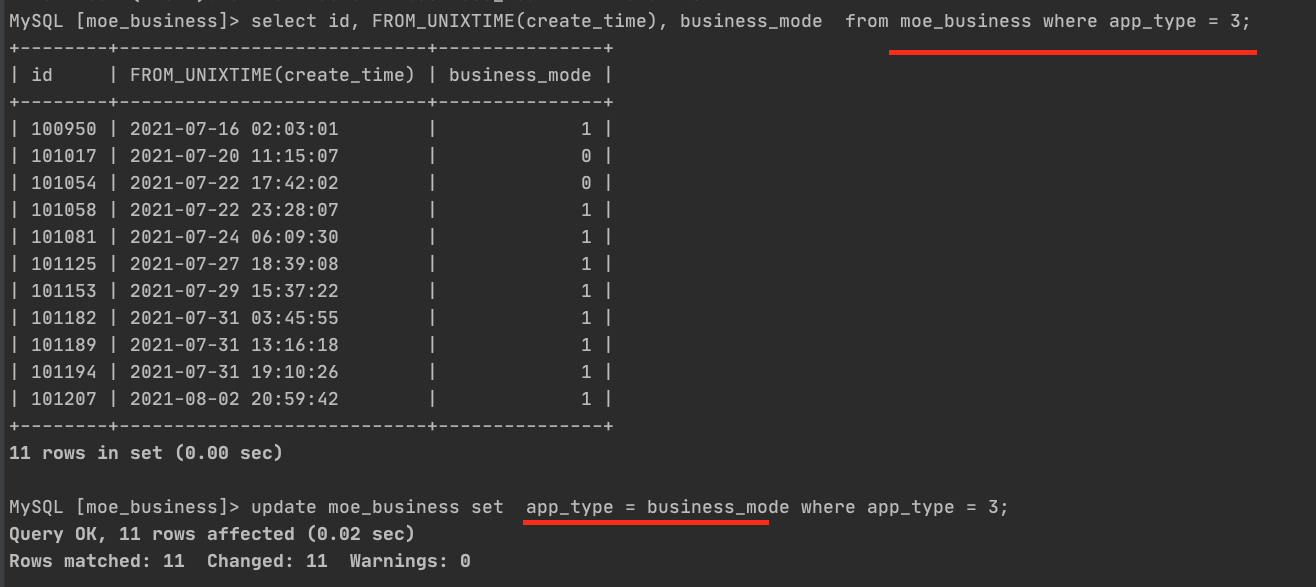 MySQL [moe_business]> select id, FROM_UNIXTIME(create_time), business_mode  from moe_business where app_type = 3;
+--------+----------------------------+---------------+
| id     | FROM_UNIXTIME(create_time) | business_mode |
+--------+----------------------------+---------------+
| 100950 | 2021-07-16 02:03:01        |             1 |
| 101017 | 2021-07-20 11:15:07        |             0 |
| 101054 | 2021-07-22 17:42:02        |             0 |
| 101058 | 2021-07-22 23:28:07        |             1 |
| 101081 | 2021-07-24 06:09:30        |             1 |
| 101125 | 2021-07-27 18:39:08        |             1 |
| 101153 | 2021-07-29 15:37:22        |             1 |
| 101182 | 2021-07-31 03:45:55        |             1 |
| 101189 | 2021-07-31 13:16:18        |             1 |
| 101194 | 2021-07-31 19:10:26        |             1 |
| 101207 | 2021-08-02 20:59:42        |             1 |
+--------+----------------------------+---------------+
11 rows in set (0.00 sec)

MySQL [moe_business]> update moe_business set  app_type = business_mode where app_type = 3;
Query OK, 11 rows affected (0.02 sec)
Rows matched: 11  Changed: 11  Warnings: 0